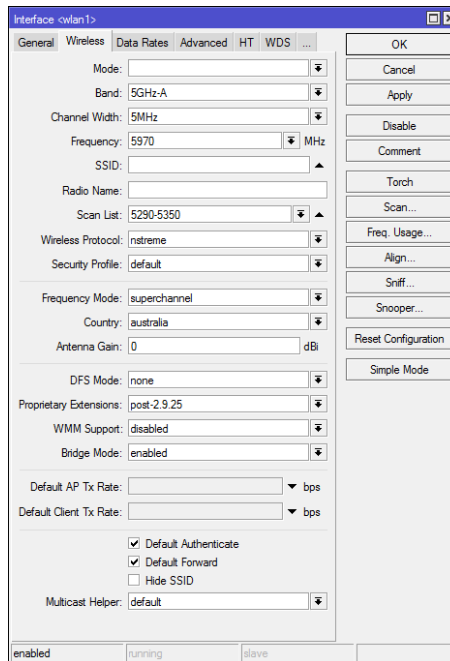 Interface <wlan1>
General Wireless Data Rates Advanced HT WDS ...
Mode:
Band: 5GHz-A
Channel Width: 5MHz
Frequency: 5970 MHz
SSID:
Radio Name:
Scan List: 5290-5350
Wireless Protocol: nstreme
Security Profile: default
Frequency Mode: superchannel
Country: australia
Antenna Gain: 0 dBi
DFS Mode: none
Proprietary Extensions: post-2.9.25
WMM Support: disabled
Bridge Mode: enabled
Default AP Tx Rate: bps
Default Client Tx Rate: bps
Default Authenticate
Default Forward
Hide SSID
Multicast Helper: default
OK
Cancel
Apply
Disable
Comment
Torch
Scan...
Freq. Usage...
Align...
Sniff...
Snooper...
Reset Configuration
Simple Mode
enabled running slave